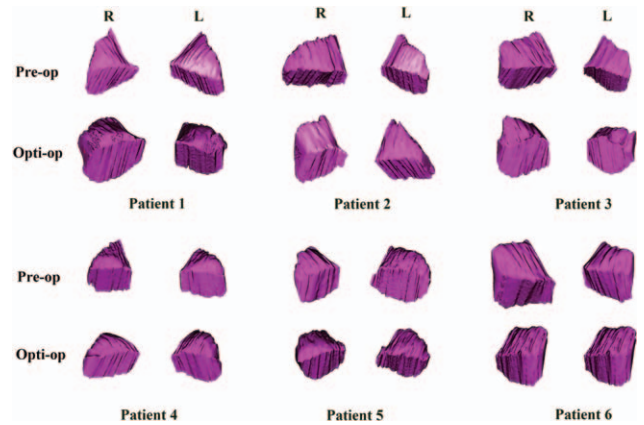 R L R L R L
Pre-op
Opti-op
Patient 1 Patient 2 Patient 3
Pre-op
Opti-op
Patient 4 Patient 5 Patient 6